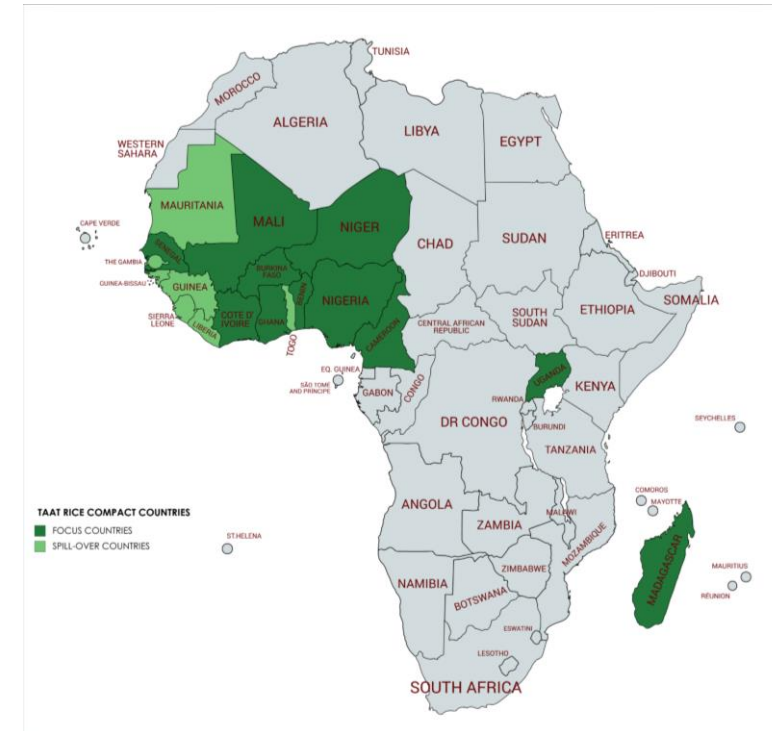 TUNISIA
MOROCCO
ALGERIA
LIBYA
EGYPT
WESTERN
SAHARA
MAURITANIA
MALI
NIGER
CAPE VERDE
CHAD
SUDAN
ERITREA
SENEGAL
THE GAMBIA
BURKINA
FASO
DJIBOUTI
GUINEA-BISSAU
GUINEA
BENIN
NIGERIA
ETHIOPIA
SOMALIA
SIERRA
LEONE
LIBERIA
COTE D'
IVOIRE
GHANA
TOGO
CAMEROON
CENTRAL AFRICAN
REPUBLIC
SOUTH
SUDAN
EQ. GUINEA
SÃO TOMÉ
AND PRÍNCIPE
GABON
CONGO
UGANDA
KENYA
RWANDA
DR CONGO
BURUNDI
SEYCHELLES
TANZANIA
COMOROS
MAYOTTE
ANGOLA
MALAWI
ZAMBIA
MOZAMBIQUE
TAAT RICE COMPACT COUNTRIES
FOCUS COUNTRIES
SPILL-OVER COUNTRIES
ST.HELENA
MADAGASCAR
ZIMBABWE
MAURITIUS
NAMIBIA
BOTSWANA
RÉUNION
ESWATINI
LESOTHO
SOUTH AFRICA